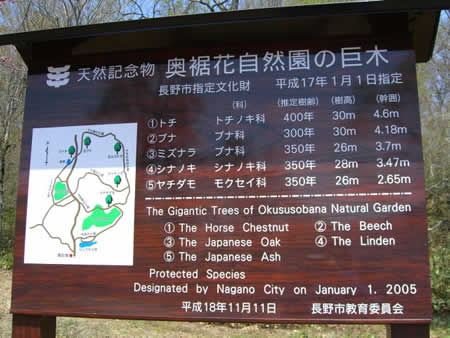 天然記念物 奥裾花自然園の巨木
長野市指定文化財 平成17年1月1日指定
(科) (推定樹齢) (樹高) (幹囲)
①トチ トチノキ科 400年 30m 4.6m
②ブナ ブナ科 300年 30m 4.18m
③ミズナラ ブナ科 350年 26m 3.7m
④シナノキ シナノキ科 350年 28m 3.47m
⑤ヤチダモ モクセイ科 350年 26m 2.65m
The Gigantic Trees of Okususobana Natural Garden
① The Horse Chestnut ② The Beech
③ The Japanese Oak ④ The Linden
⑤ The Japanese Ash
Protected Species
Designated by Nagano City on January 1, 2005
平成18年11月11日 長野市教育委員会